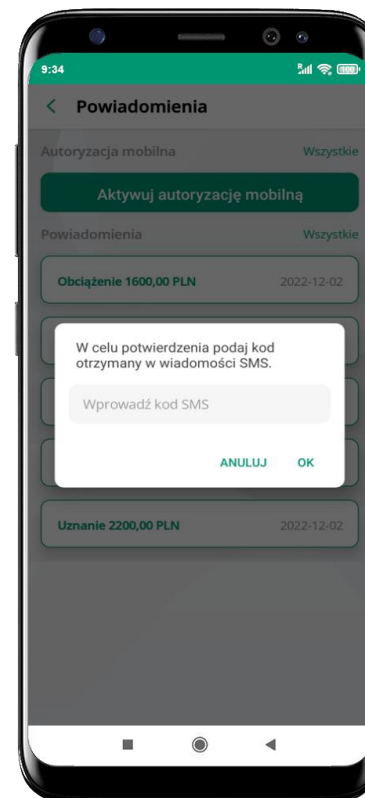 9:34
R
100
Powiadomienia
Autoryzacja mobilna Wszystkie
Aktywuj autoryzację mobilną
Powiadomienia Wszystkie
Obciążenie 1600,00 PLN 2022-12-02
W celu potwierdzenia podaj kod
otrzymany w wiadomości SMS.
Wprowadź kod SMS
ANULUJ OK
Uznanie 2200,00 PLN 2022-12-02